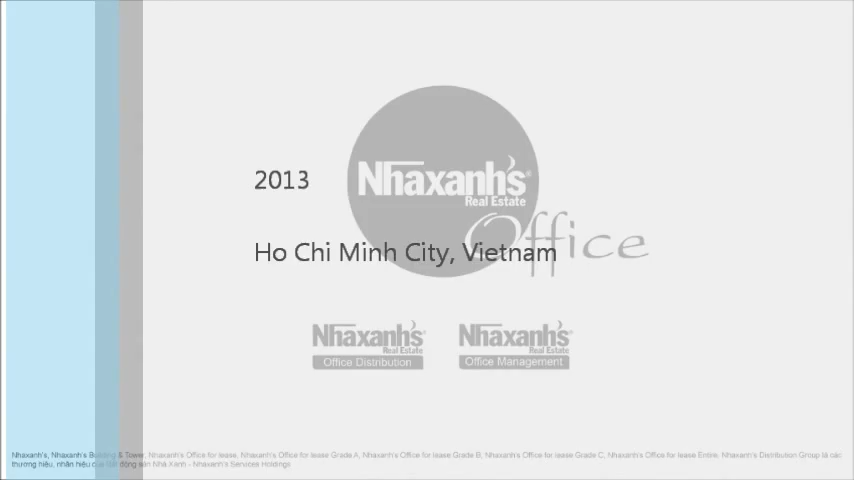 2013
Nhaxanh's®
Real Estate
Office
Ho Chi Minh City, Vietnam
Nhaxanh's® Nhaxanh's®
Real Estate Real Estate
Office Distribution Office Management
Nhaxanh's, Nhaxanh's Building & Tower, Nhaxanh's Office for lease, Nhaxanh's Office for lease Grade A, Nhaxanh's Office for lease Grade B, Nhaxanh's Office for lease Grade C, Nhaxanh's Office for lease Entire, Nhaxanh's Distribution Group là các
thương hiệu, nhãn hiệu của bất động sản Nhà Xanh - Nhaxanh's Services Holdings